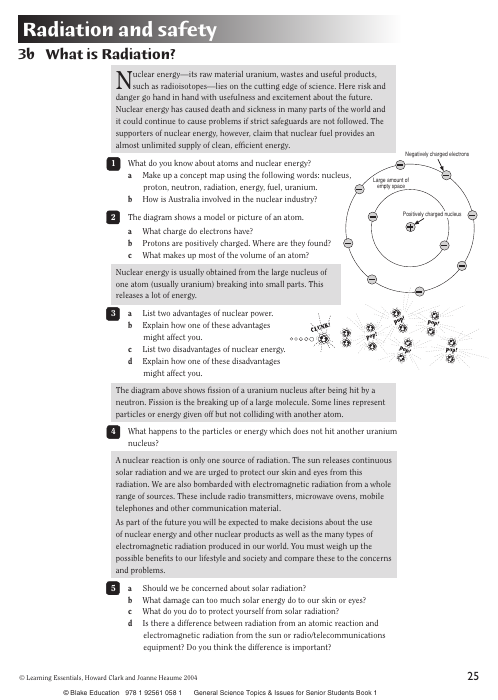 Radiation and safety
3b What is Radiation?
Nuclear energy—its raw material uranium, wastes and useful products,
such as radioisotopes—lies on the cutting edge of science. Here risk and
danger go hand in hand with usefulness and excitement about the future.
Nuclear energy has caused death and sickness in many parts of the world and
it could continue to cause problems if strict safeguards are not followed. The
supporters of nuclear energy, however, claim that nuclear fuel provides an
almost unlimited supply of clean, efficient energy.
1 What do you know about atoms and nuclear energy?
a Make up a concept map using the following words: nucleus,
proton, neutron, radiation, energy, fuel, uranium.
b How is Australia involved in the nuclear industry?
Negatively charged electrons
Large amount of
empty space
Positively charged nucleus
2 The diagram shows a model or picture of an atom.
a What charge do electrons have?
b Protons are positively charged. Where are they found?
c What makes up most of the volume of an atom?
Nuclear energy is usually obtained from the large nucleus of
one atom (usually uranium) breaking into small parts. This
releases a lot of energy.
3 a List two advantages of nuclear power.
b Explain how one of these advantages
might affect you.
c List two disadvantages of nuclear energy.
d Explain how one of these disadvantages
might affect you.
CLUNK!
Pop!
Pop!
Pop!
Pop!
Pop!
The diagram above shows fission of a uranium nucleus after being hit by a
neutron. Fission is the breaking up of a large molecule. Some lines represent
particles or energy given off but not colliding with another atom.
4 What happens to the particles or energy which does not hit another uranium
nucleus?
A nuclear reaction is only one source of radiation. The sun releases continuous
solar radiation and we are urged to protect our skin and eyes from this
radiation. We are also bombarded with electromagnetic radiation from a whole
range of sources. These include radio transmitters, microwave ovens, mobile
telephones and other communication material.
As part of the future you will be expected to make decisions about the use
of nuclear energy and other nuclear products as well as the many types of
electromagnetic radiation produced in our world. You must weigh up the
possible benefits to our lifestyle and society and compare these to the concerns
and problems.
5 a Should we be concerned about solar radiation?
b What damage can too much solar energy do to our skin or eyes?
c What do you do to protect yourself from solar radiation?
d Is there a difference between radiation from an atomic reaction and
electromagnetic radiation from the sun or radio/telecommunications
equipment? Do you think the difference is important?
© Learning Essentials, Howard Clark and Joanne Heaume 2004
25
© Blake Education 978 1 92561 058 1 General Science Topics & Issues for Senior Students Book 1